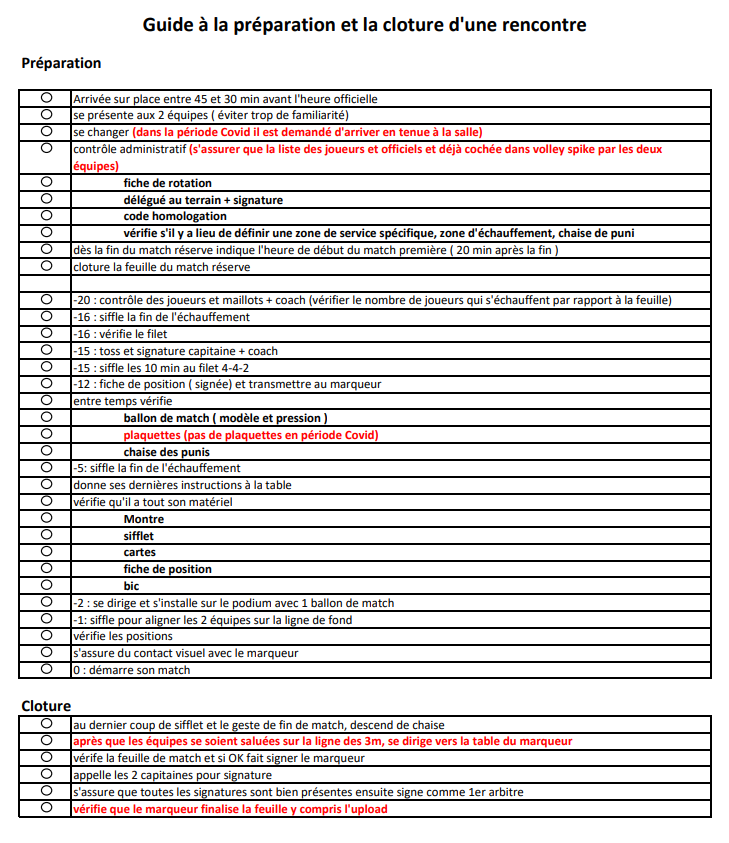 Guide à la préparation et la cloture d'une rencontre
Préparation
Arrivée sur place entre 45 et 30 min avant l'heure officielle
se présente aux 2 équipes ( éviter trop de familiarité)
se changer (dans la période Covid il est demandé d'arriver en tenue à la salle)
contrôle administratif (s'assurer que la liste des joueurs et officiels et déjà cochée dans volley spike par les deux
équipes)
fiche de rotation
délégué au terrain + signature
code homologation
vérifie s'il y a lieu de définir une zone de service spécifique, zone d'échauffement, chaise de puni
dès la fin du match réserve indique l'heure de début du match première ( 20 min après la fin )
cloture la feuille du match réserve
-20 : contrôle des joueurs et maillots + coach (vérifier le nombre de joueurs qui s'échauffent par rapport à la feuille)
-16 : siffle la fin de l'échauffement
-16 : vérifie le filet
-15 : toss et signature capitaine + coach
-15 : siffle les 10 min au filet 4-4-2
-12 : fiche de position ( signée) et transmettre au marqueur
entre temps vérifie
ballon de match ( modèle et pression )
plaquettes (pas de plaquettes en période Covid)
chaise des punis
-5: siffle la fin de l'échauffement
donne ses dernières instructions à la table
vérifie qu'il a tout son matériel
Montre
sifflet
cartes
fiche de position
bic
-2 : se dirige et s'installe sur le podium avec 1 ballon de match
-1: siffle pour aligner les 2 équipes sur la ligne de fond
vérifie les positions
s'assure du contact visuel avec le marqueur
0 : démarre son match
Cloture
au dernier coup de sifflet et le geste de fin de match, descend de chaise
après que les équipes se soient saluées sur la ligne des 3m, se dirige vers la table du marqueur
vérife la feuille de match et si OK fait signer le marqueur
appelle les 2 capitaines pour signature
s'assure que toutes les signatures sont bien présentes ensuite signe comme 1er arbitre
vérifie que le marqueur finalise la feuille y compris l'upload